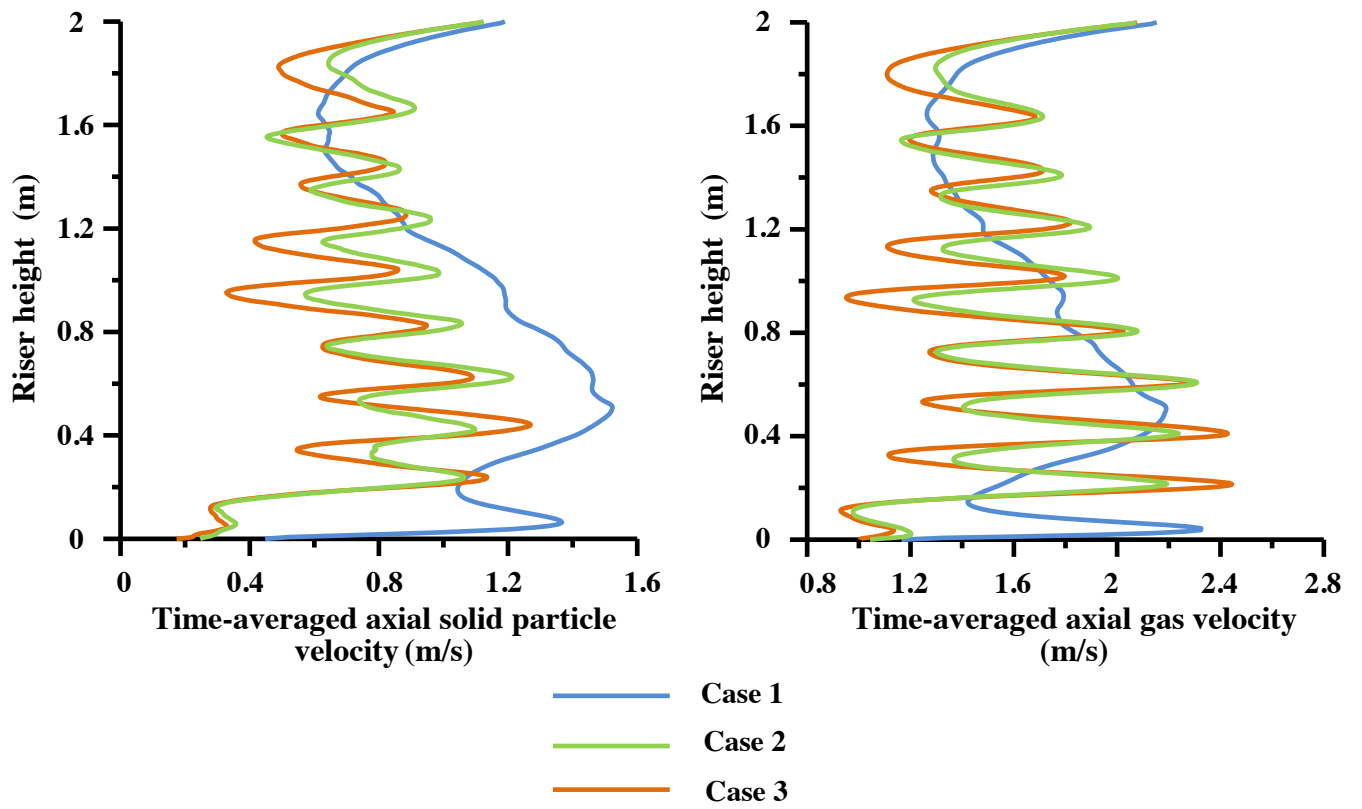 2
1.6
1.2
0.8
0.4
0
Riser height (m)
0
0.4
0.8
1.2
1.6
Time-averaged axial solid particle
velocity (m/s)
2
1.6
1.2
0.8
0.4
0
Riser height (m)
0.8
1.2
1.6
2
2.4
2.8
Time-averaged axial gas velocity
(m/s)
Case 1
Case 2
Case 3